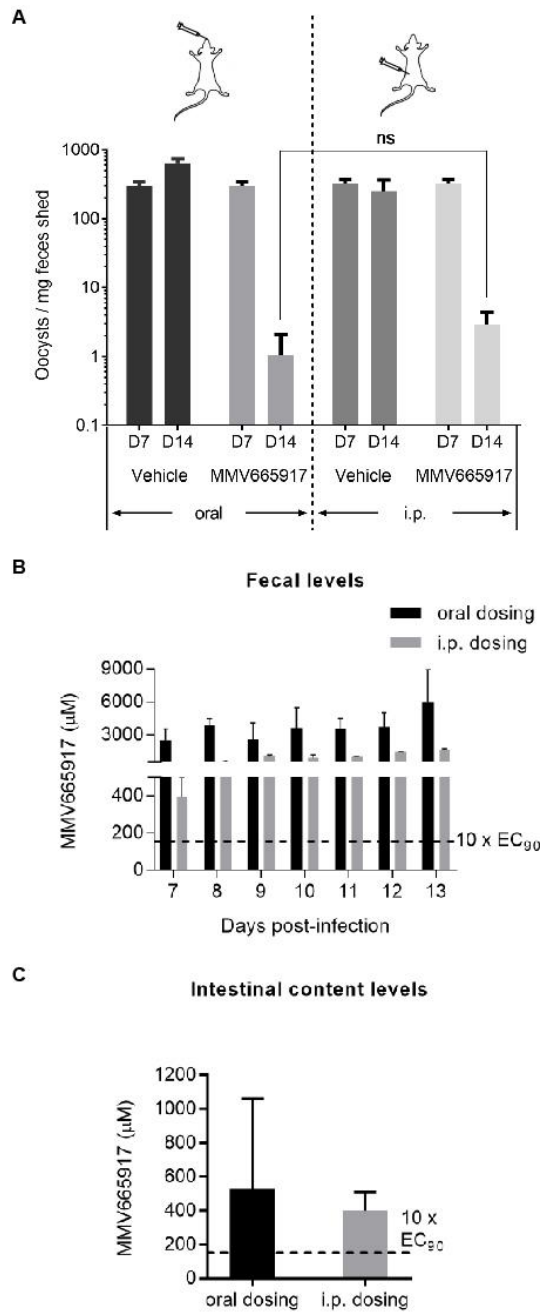 A
ns
1000
100
10
1
0.1
Oocysts / mg feces shed
D7 D14 D7 D14 D7 D14 D7 D14
Vehicle MMV665917 Vehicle MMV665917
oral i.p.
B
Fecal levels
oral dosing
i.p. dosing
9000
6000
3000
400
200
0
MMV665917 (µM)
10 x EC90
7 8 9 10 11 12 13
Days post-infection
C
Intestinal content levels
1200
1000
800
600
400
200
0
MMV665917 (µM)
10 x
EC90
oral dosing i.p. dosing